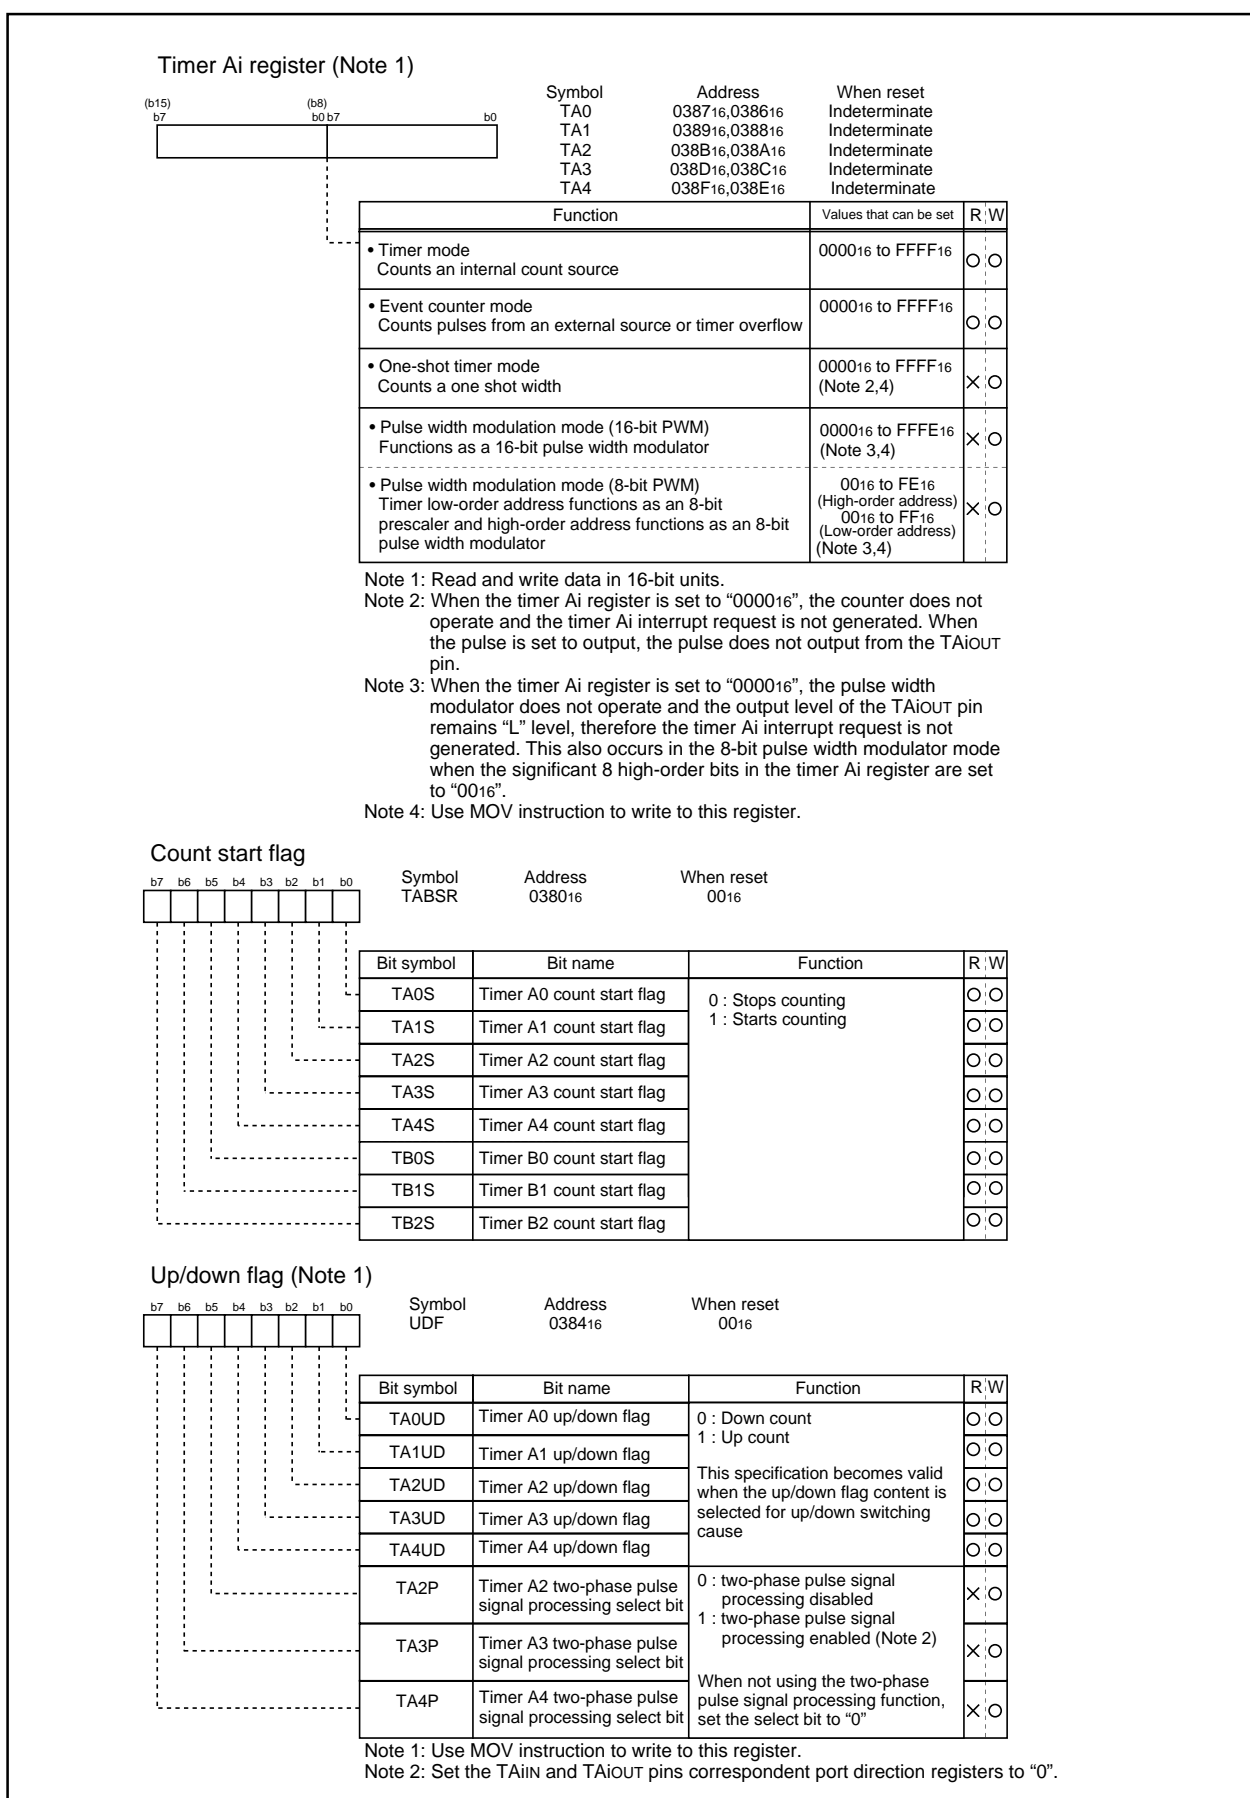 Timer Ai register (Note 1)
Symbol Address When reset
(b15) (b8)
b7 b0 b7 b0
TA0 038716,038616 Indeterminate
TA1 038916,038816 Indeterminate
TA2 038B16,038A16 Indeterminate
TA3 038D16,038C16 Indeterminate
TA4 038F16,038E16 Indeterminate
Function Values that can be set R W
• Timer mode 000016 to FFFF16
Counts an internal count source
• Event counter mode 000016 to FFFF16
Counts pulses from an external source or timer overflow
• One-shot timer mode 000016 to FFFF16
Counts a one shot width (Note 2,4)
• Pulse width modulation mode (16-bit PWM) 000016 to FFFE16
Functions as a 16-bit pulse width modulator (Note 3,4)
• Pulse width modulation mode (8-bit PWM) 0016 to FE16
Timer low-order address functions as an 8-bit (High-order address)
prescaler and high-order address functions as an 8-bit 0016 to FF16
pulse width modulator (Low-order address)
(Note 3,4)
Note 1: Read and write data in 16-bit units.
Note 2: When the timer Ai register is set to “000016”, the counter does not
operate and the timer Ai interrupt request is not generated. When
the pulse is set to output, the pulse does not output from the TAiOUT
pin.
Note 3: When the timer Ai register is set to “000016”, the pulse width
modulator does not operate and the output level of the TAiOUT pin
remains “L” level, therefore the timer Ai interrupt request is not
generated. This also occurs in the 8-bit pulse width modulator mode
when the significant 8 high-order bits in the timer Ai register are set
to “0016”.
Note 4: Use MOV instruction to write to this register.
Count start flag
b7 b6 b5 b4 b3 b2 b1 b0
Symbol Address When reset
TABSR 038016 0016
Bit symbol Bit name Function R W
TA0S Timer A0 count start flag 0 : Stops counting
TA1S Timer A1 count start flag 1 : Starts counting
TA2S Timer A2 count start flag
TA3S Timer A3 count start flag
TA4S Timer A4 count start flag
TB0S Timer B0 count start flag
TB1S Timer B1 count start flag
TB2S Timer B2 count start flag
Up/down flag (Note 1)
b7 b6 b5 b4 b3 b2 b1 b0
Symbol Address When reset
UDF 038416 0016
Bit symbol Bit name Function R W
TA0UD Timer A0 up/down flag 0 : Down count
1 : Up count
TA1UD Timer A1 up/down flag
This specification becomes valid
TA2UD Timer A2 up/down flag when the up/down flag content is
selected for up/down switching
TA3UD Timer A3 up/down flag cause
TA4UD Timer A4 up/down flag
TA2P Timer A2 two-phase pulse 0 : two-phase pulse signal
signal processing select bit processing disabled
1 : two-phase pulse signal
TA3P Timer A3 two-phase pulse processing enabled (Note 2)
signal processing select bit
When not using the two-phase
TA4P Timer A4 two-phase pulse pulse signal processing function,
signal processing select bit set the select bit to “0”
Note 1: Use MOV instruction to write to this register.
Note 2: Set the TAiIN and TAiOUT pins correspondent port direction registers to “0”.